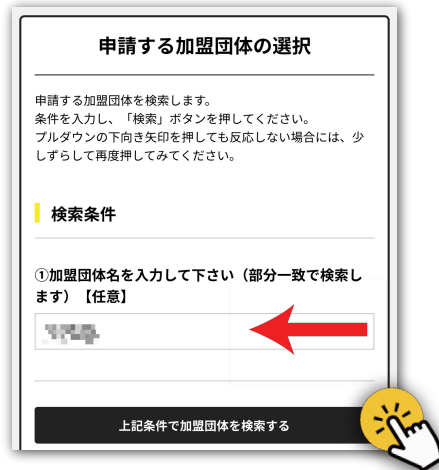 申請する加盟団体の選択
申請する加盟団体を検索します。
条件を入力し、「検索」ボタンを押してください。
プルダウンの下向き矢印を押しても反応しない場合には、少
しずらして再度押してみてください。
検索条件
①加盟団体名を入力して下さい（部分一致で検索し
ます）【任意】
上記条件で加盟団体を検索する